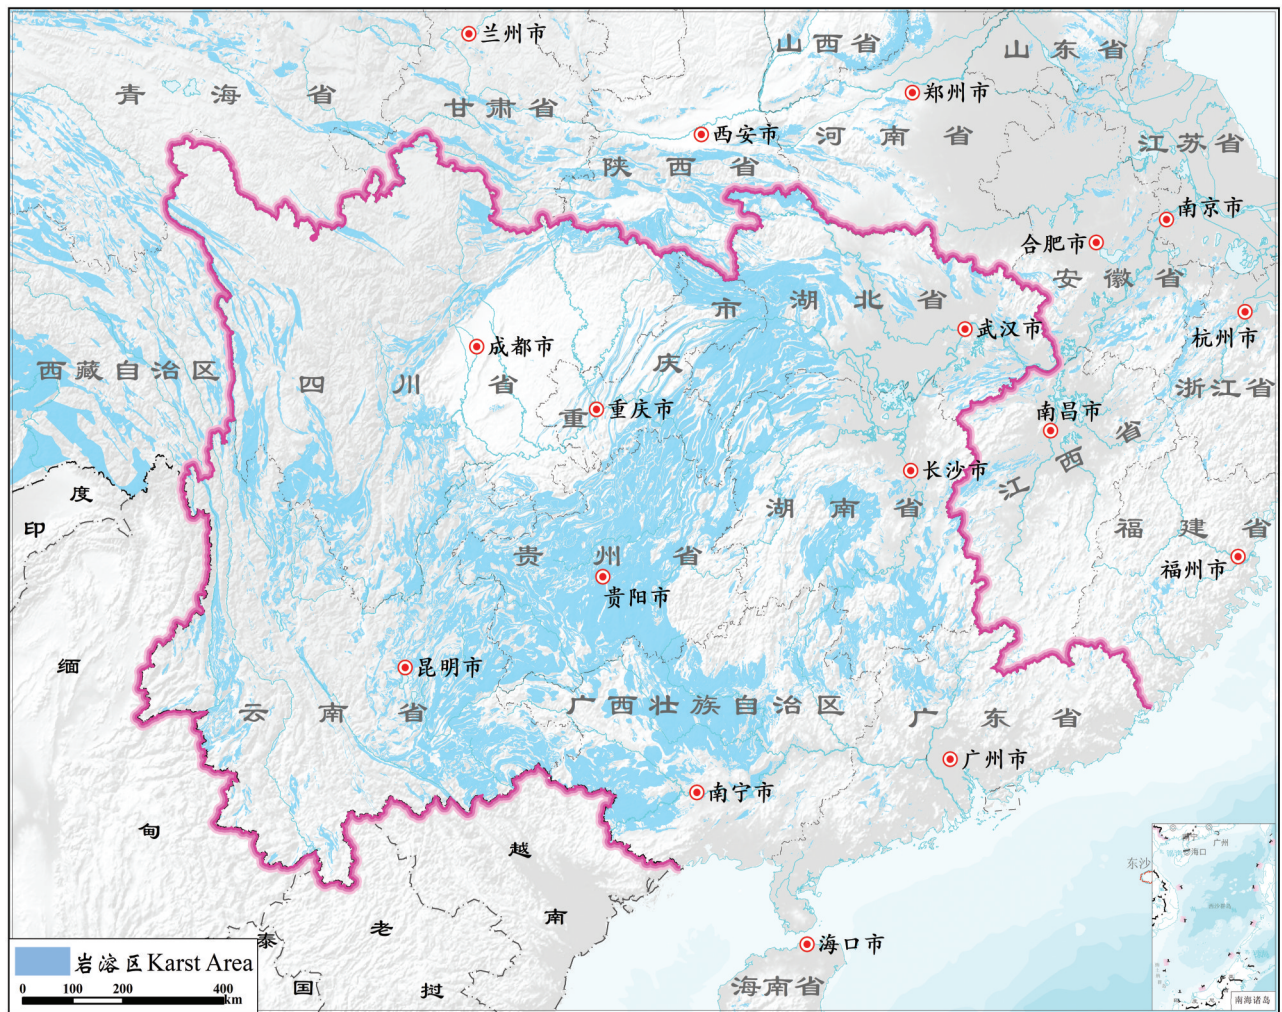 兰州市
山西省
山东省
青海省
甘肃省
郑州市
西安市
河南省
江苏省
陕西省
南京市
合肥市
安徽省
市
湖北省
武汉市
杭州市
成都市
庆
西藏自治区
四川省
浙江省
重
重庆市
南昌市
江西省
长沙市
度
印
湖南省
福建省
贵州省
福州市
贵阳市
缅
昆明市
云南省
广西壮族自治区
广东省
广州市
南宁市
甸
越
广州
海口
东沙
南
老
泰
海口市
岩溶区 Karst Area
国
挝
海南省
0 100 200 400
km
南海诸岛